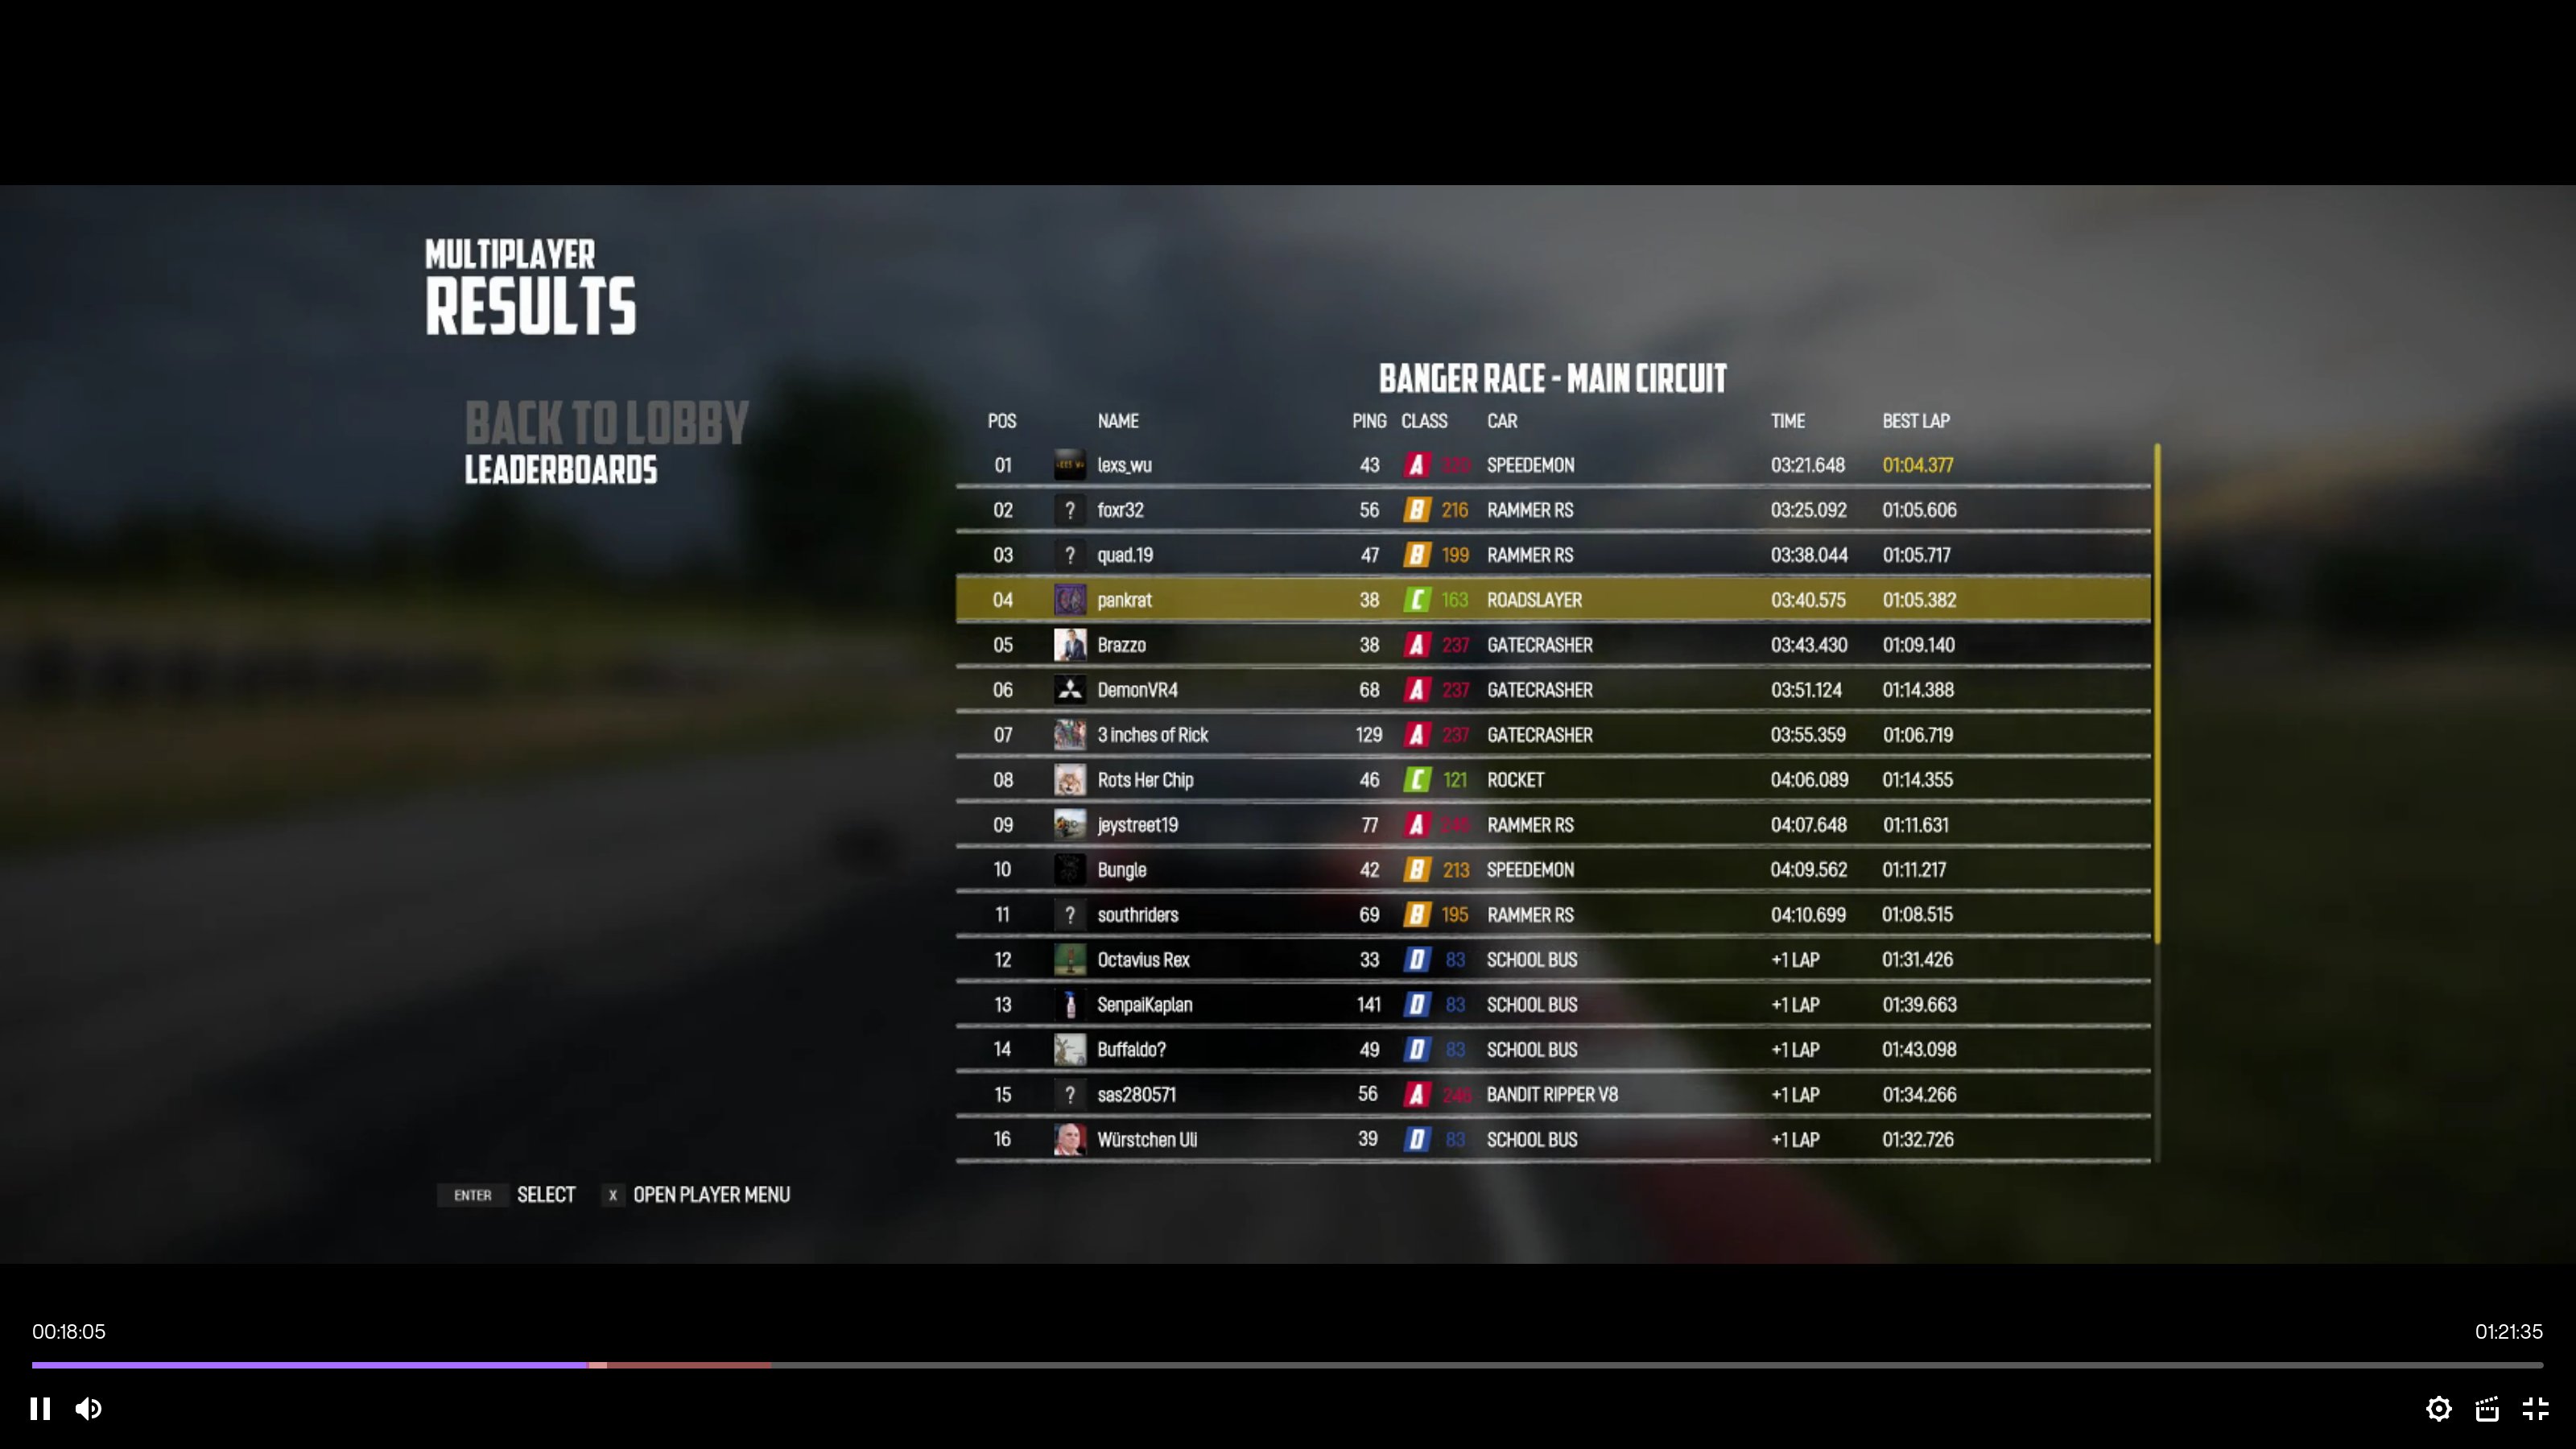 MULTIPLAYER
RESULTS
BACK TO LOBBY
LEADERBOARDS
BANGER RACE - MAIN CIRCUIT
POS NAME PING CLASS CAR TIME BEST LAP
01 lexs_wu 43 A SPEEDEMON 03:21.648 01:04.377
02 ? foxr32 56 B 216 RAMMER RS 03:25.092 01:05.606
03 ? quad.19 47 B 199 RAMMER RS 03:38.044 01:05.717
04 pankrat 38 C 163 ROADSLAYER 03:40.575 01:05.382
05 Brazzo 38 A 237 GATECRASHER 03:43.430 01:09.140
06 DemonVR4 68 A 237 GATECRASHER 03:51.124 01:14.388
07 3 inches of Rick 129 A 237 GATECRASHER 03:55.359 01:06.719
08 Rots Her Chip 46 C 121 ROCKET 04:06.089 01:14.355
09 jeystreet19 77 A RAMMER RS 04:07.648 01:11.631
10 Bungle 42 B 213 SPEEDEMON 04:09.562 01:11.217
11 ? southriders 69 B 195 RAMMER RS 04:10.699 01:08.515
12 Octavius Rex 33 D 83 SCHOOL BUS +1 LAP 01:31.426
13 SenpaiKaplan 141 D 83 SCHOOL BUS +1 LAP 01:39.663
14 Buffaldo? 49 D 83 SCHOOL BUS +1 LAP 01:43.098
15 ? sas280571 56 A BANDIT RIPPER V8 +1 LAP 01:34.266
16 Würstchen Uli 39 D 83 SCHOOL BUS +1 LAP 01:32.726
ENTER SELECT X OPEN PLAYER MENU
00:18:05 01:21:35